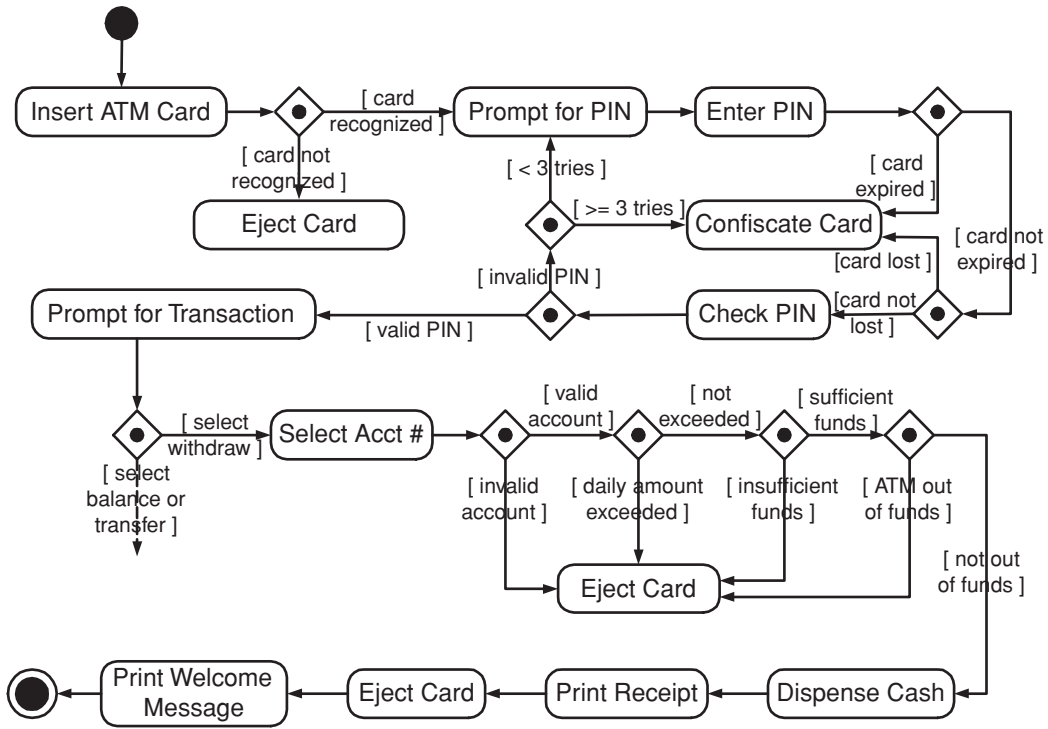 Insert ATM Card
[ card
recognized ]
Prompt for PIN
Enter PIN
[ card not
recognized ]
[ < 3 tries ]
[ card
expired ]
Eject Card
[ >= 3 tries ]
Confiscate Card
[ card not
expired ]
[ invalid PIN ]
[card lost ]
Prompt for Transaction
[ valid PIN ]
Check PIN
[card not
lost ]
[ select
withdraw ]
Select Acct #
[ valid
account ]
[ not
exceeded ]
[ sufficient
funds ]
[ select
balance or
transfer ]
[ invalid
account ]
[ daily amount
exceeded ]
[ insufficient
funds ]
[ ATM out
of funds ]
[ not out
of funds ]
Eject Card
Print Welcome
Message
Eject Card
Print Receipt
Dispense Cash